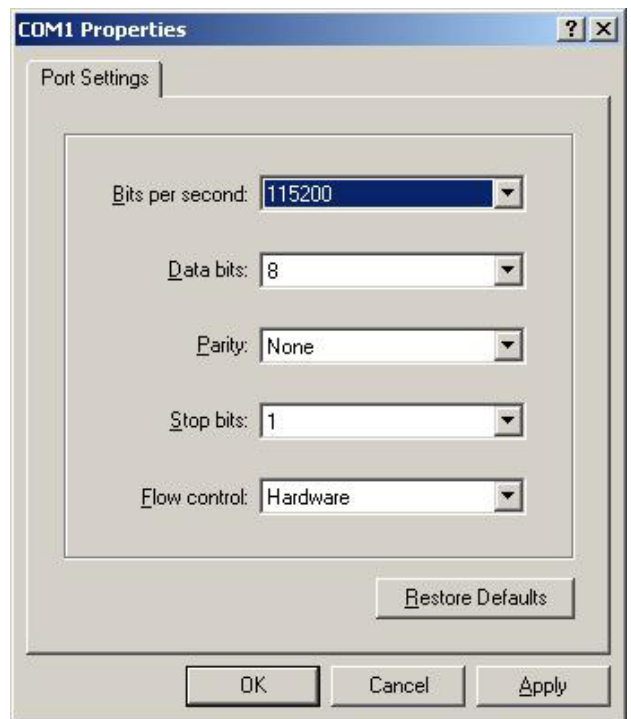 COM1 Properties
Port Settings
Bits per second: 115200
Data bits: 8
Parity: None
Stop bits: 1
Flow control: Hardware
Restore Defaults
OK Cancel Apply